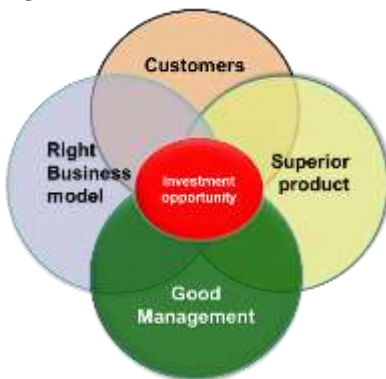 Customers
Right
Business
model
Superior
product
Investment
opportunity
Good
Management